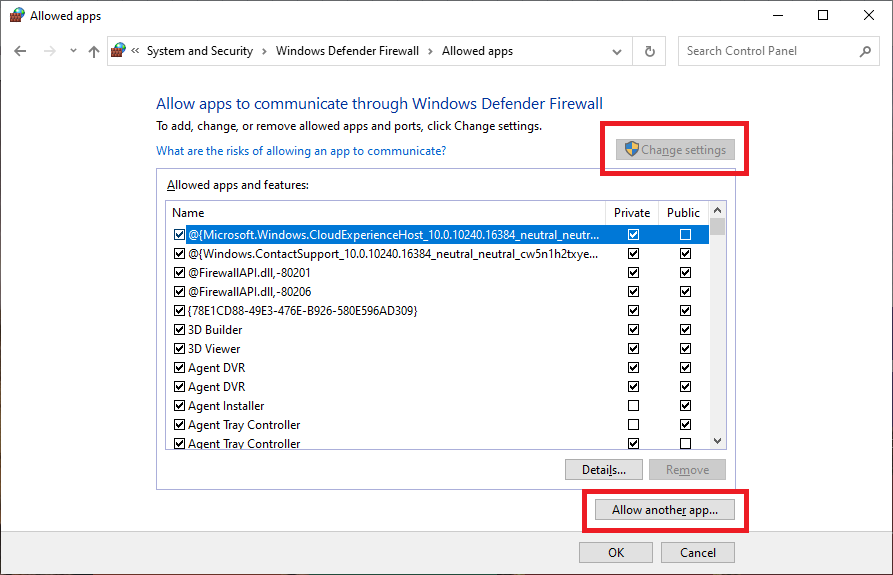 Allowed apps
« System and Security > Windows Defender Firewall > Allowed apps
Search Control Panel
Allow apps to communicate through Windows Defender Firewall
To add, change, or remove allowed apps and ports, click Change settings.
What are the risks of allowing an app to communicate?
Change settings
Allowed apps and features:
Name Private Public
@{Microsoft.Windows.CloudExperienceHost_10.0.10240.16384_neutral_neutr...
@{Windows.ContactSupport_10.0.10240.16384_neutral_neutral_cw5n1h2txye...
@FirewallAPI.dll,-80201
@FirewallAPI.dll,-80206
{78E1CD88-49E3-476E-B926-580E596AD309}
3D Builder
3D Viewer
Agent DVR
Agent DVR
Agent Installer
Agent Tray Controller
Agent Tray Controller
Details... Remove
Allow another app...
OK Cancel